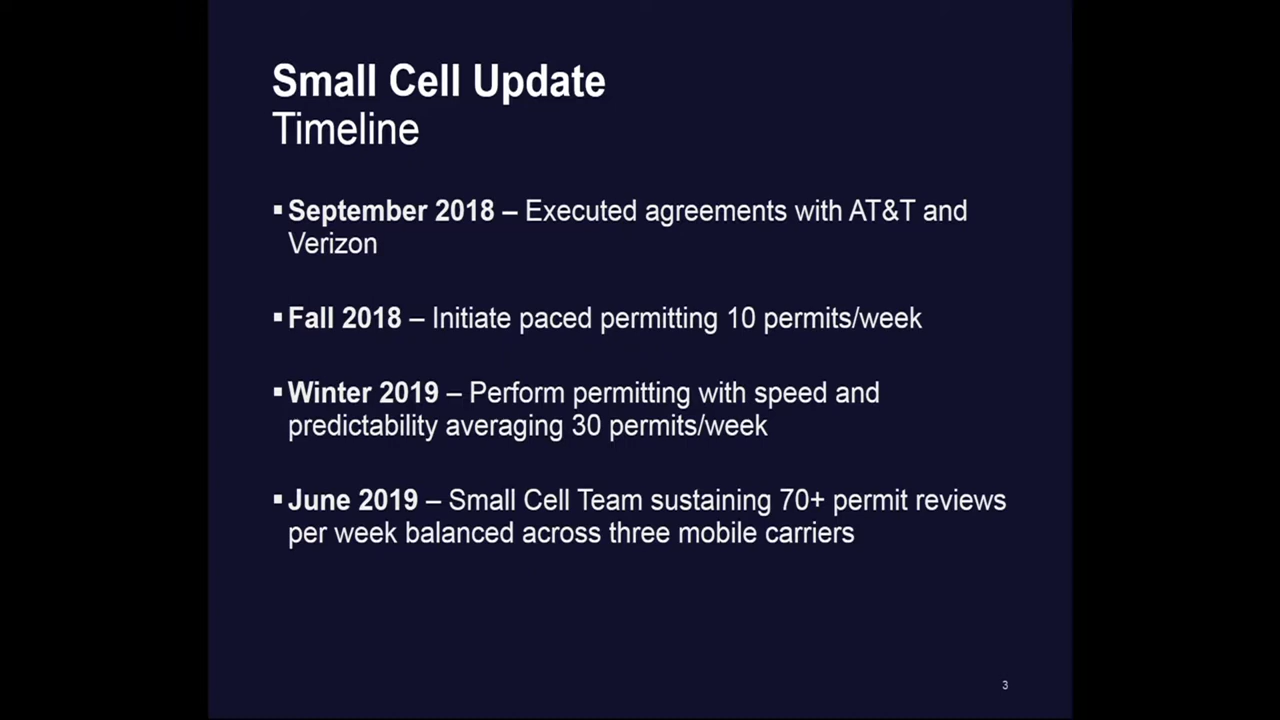 Small Cell Update
Timeline
▪ September 2018 – Executed agreements with AT&T and
Verizon
▪ Fall 2018 – Initiate paced permitting 10 permits/week
▪ Winter 2019 – Perform permitting with speed and
predictability averaging 30 permits/week
▪ June 2019 – Small Cell Team sustaining 70+ permit reviews
per week balanced across three mobile carriers
3